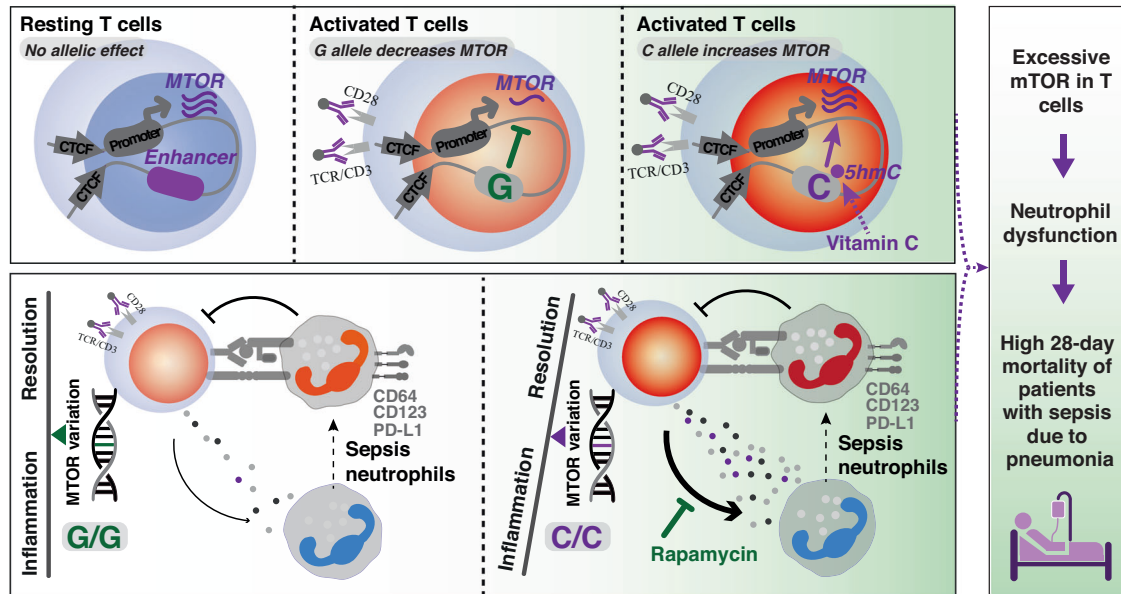 Resting T cells
No allelic effect
MTOR
CTCF
Promoter
CTCF
Enhancer
Activated T cells
G allele decreases MTOR
CD28
TCR/CD3
MTOR
CTCF
Promoter
CTCF
G
Activated T cells
C allele increases MTOR
CD28
TCR/CD3
MTOR
CTCF
Promoter
CTCF
C
5hmC
Vitamin C
Resolution
Inflammation
CD28
TCR/CD3
MTOR variation
G/G
CD64
CD123
PD-L1
Sepsis
neutrophils
Resolution
Inflammation
CD28
TCR/CD3
MTOR variation
C/C
CD64
CD123
PD-L1
Sepsis
neutrophils
Rapamycin
Excessive
mTOR in T
cells
Neutrophil
dysfunction
High 28-day
mortality of
patients
with sepsis
due to
pneumonia